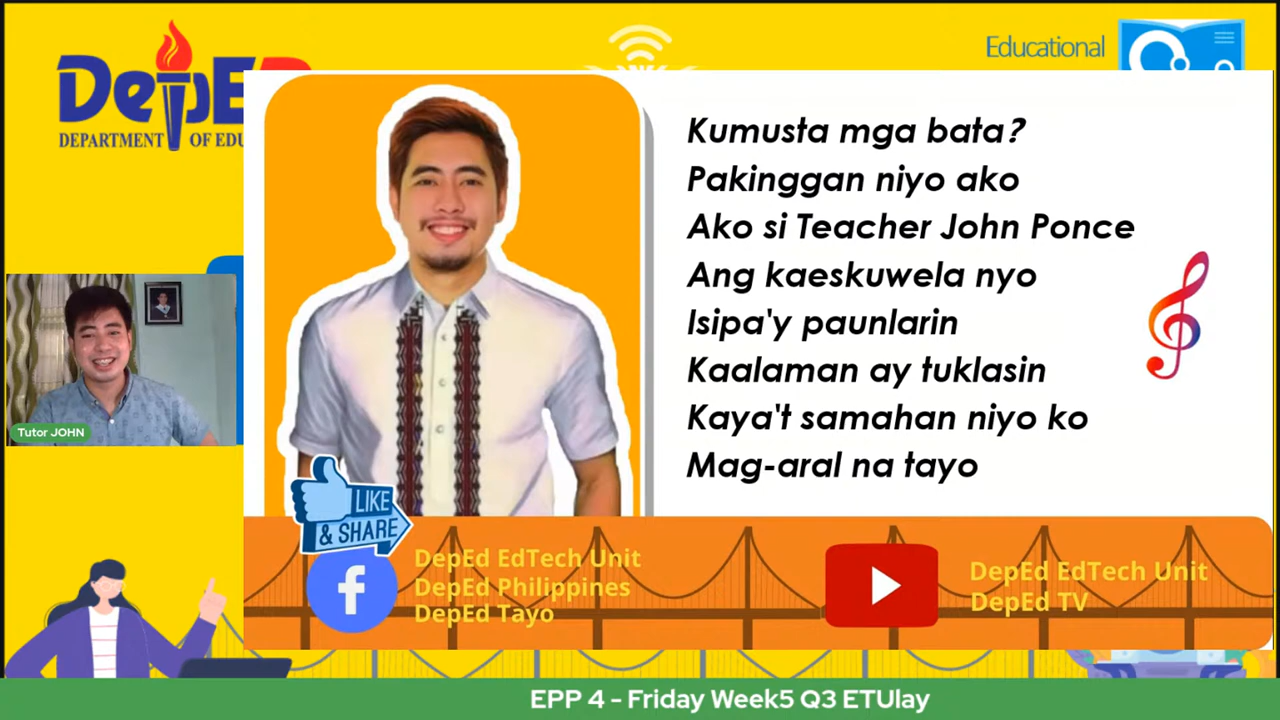 DepE
DEPARTMENT OF EDU
Educational
Kumusta mga bata?
Pakinggan niyo ako
Ako si Teacher John Ponce
Ang kaeskuwela nyo
Isipa'y paunlarin
Kaalaman ay tuklasin
Kaya't samahan niyo ko
Mag-aral na tayo
Tutor JOHN
LIKE
& SHARE
f
DepEd EdTech Unit
DepEd Philippines
DepEd Tayo
DepEd EdTech Unit
DepEd TV
EPP 4 - Friday Week5 Q3 ETUlay